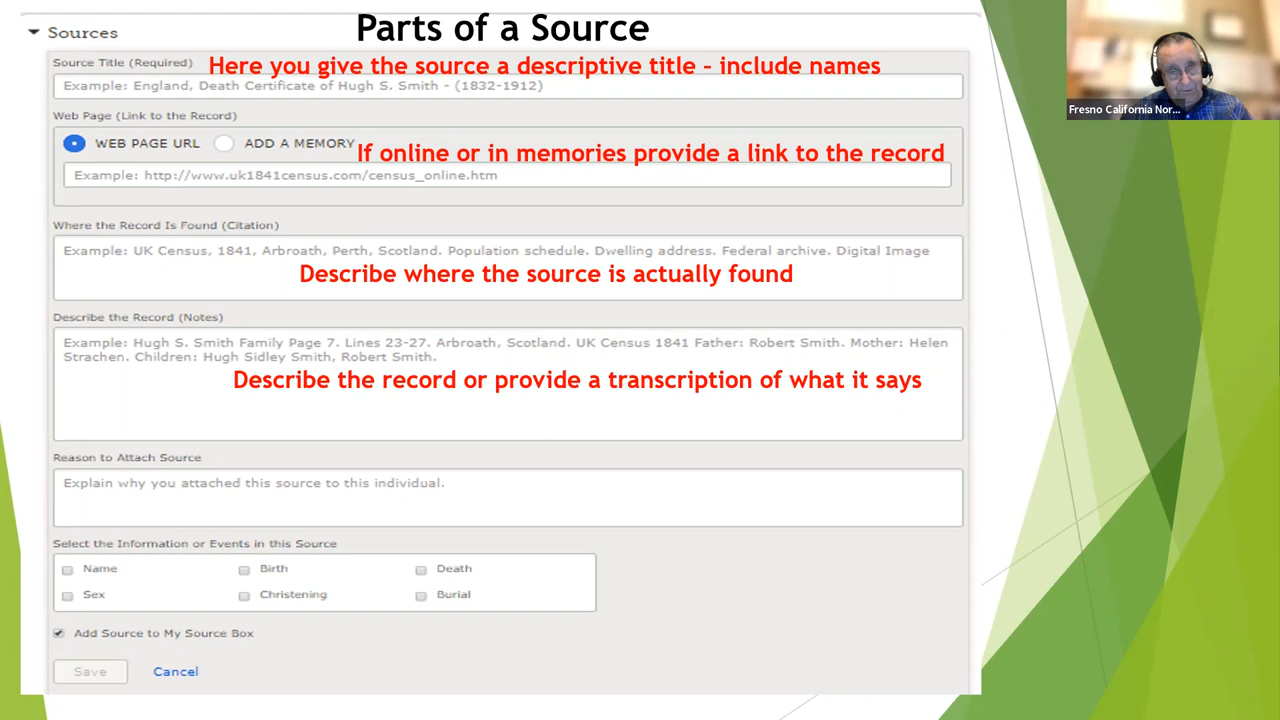 Parts of a Source
Sources
Source Title (Required)
Here you give the source a descriptive title – include names
Example: England, Death Certificate of Hugh S. Smith - (1832-1912)
Web Page (Link to the Record)
WEB PAGE URL ADD A MEMORY
If online or in memories provide a link to the record
Example: http://www.uk1841census.com/census_online.htm
Where the Record Is Found (Citation)
Example: UK Census, 1841, Arbroath, Perth, Scotland. Population schedule. Dwelling address. Federal archive. Digital Image
Describe where the source is actually found
Describe the Record (Notes)
Example: Hugh S. Smith Family Page 7. Lines 23-27. Arbroath, Scotland. UK Census 1841 Father: Robert Smith. Mother: Helen
Strachen. Children: Hugh Sidley Smith, Robert Smith.
Describe the record or provide a transcription of what it says
Reason to Attach Source
Explain why you attached this source to this individual.
Select the Information or Events in this Source
Name Birth Death
Sex Christening Burial
Add Source to My Source Box
Save Cancel
Fresno California Nor...